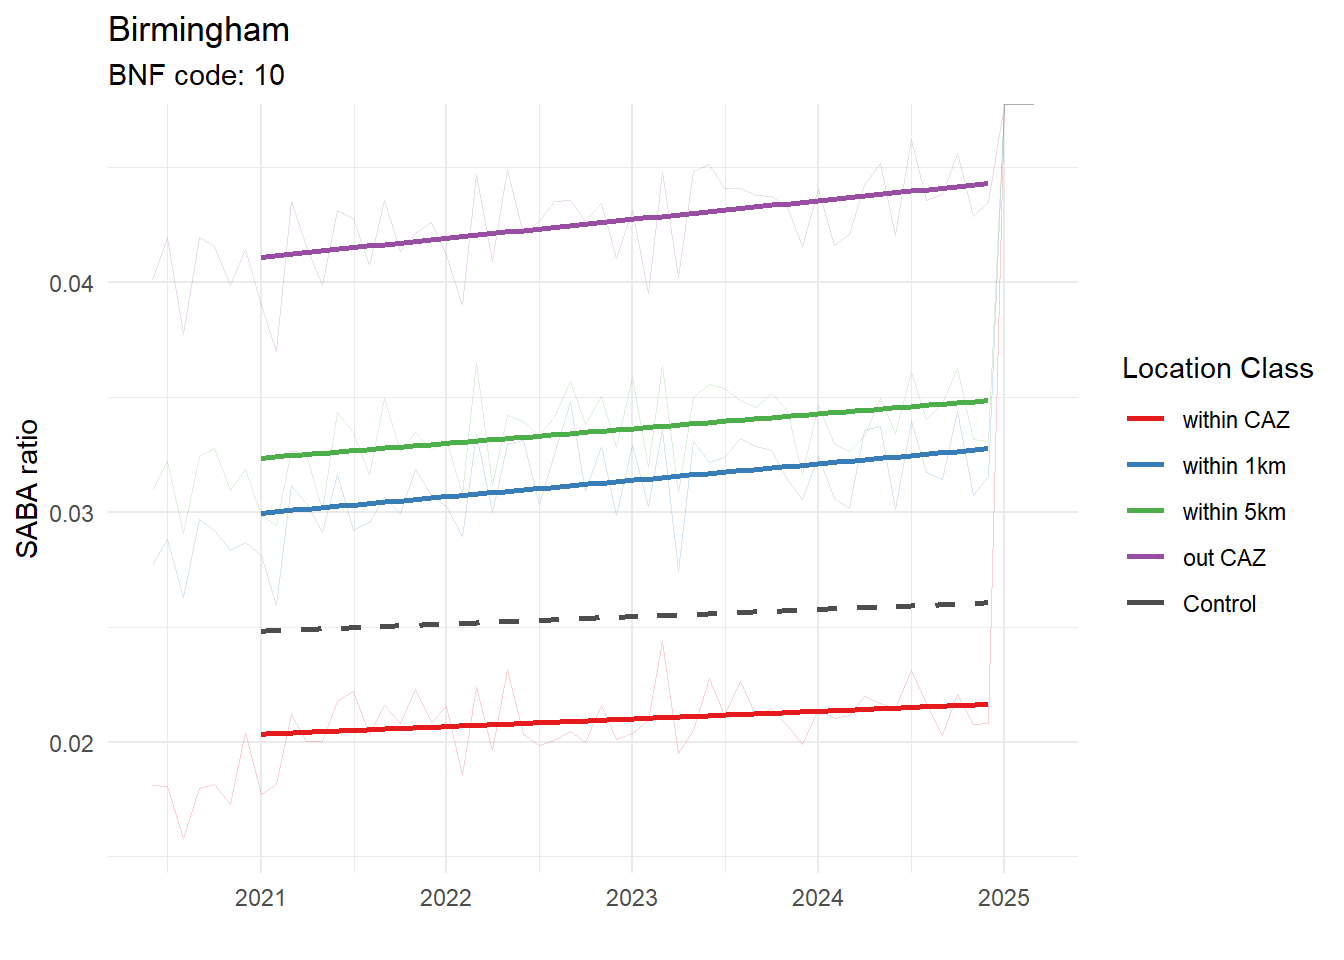 Birmingham
BNF code: 10
SABA ratio
0.04
0.03
0.02
2021
2022
2023
2024
2025
Location Class
within CAZ
within 1km
within 5km
out CAZ
Control